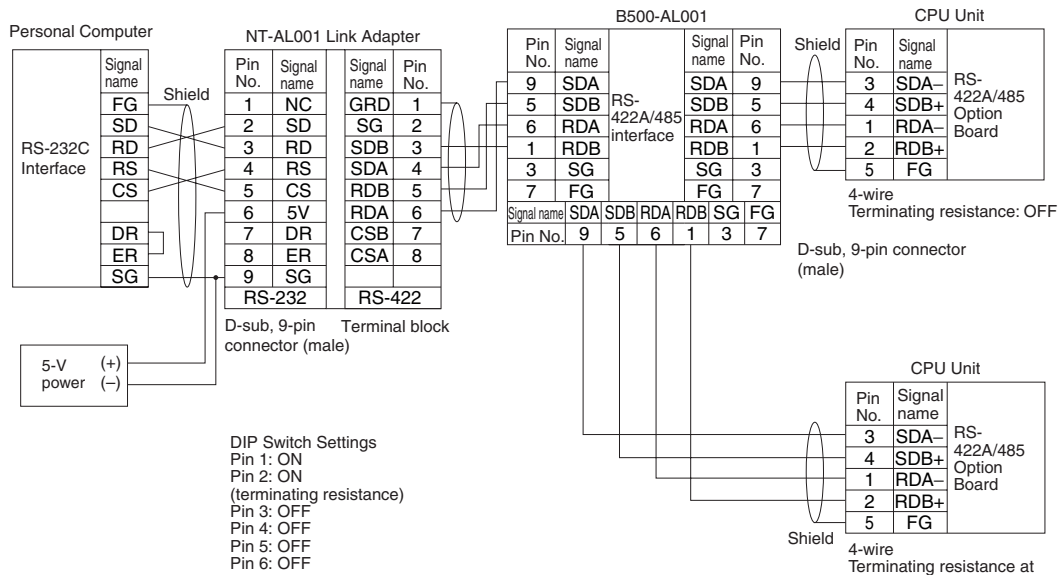 Personal Computer
RS-232C
Interface
Signal
name
FG
SD
RD
RS
CS
DR
ER
SG
Shield
5-V
power
(+)
(–)
NT-AL001 Link Adapter
Pin
No.
Signal
name
Signal
name
Pin
No.
1 NC GRD 1
2 SD SG 2
3 RD SDB 3
4 RS SDA 4
5 CS RDB 5
6 5V RDA 6
7 DR CSB 7
8 ER CSA 8
9 SG
RS-232 RS-422
D-sub, 9-pin
connector (male)
Terminal block
DIP Switch Settings
Pin 1: ON
Pin 2: ON
(terminating resistance)
Pin 3: OFF
Pin 4: OFF
Pin 5: OFF
Pin 6: OFF
B500-AL001
Pin
No.
Signal
name
Signal
name
Pin
No.
9 SDA SDA 9
5 SDB SDB 5
6 RDA RDA 6
1 RDB RDB 1
3 SG SG 3
7 FG FG 7
RS-
422A/485
interface
Signal name SDA SDB RDA RDB SG FG
Pin No. 9 5 6 1 3 7
CPU Unit
Shield
Pin
No.
Signal
name
3 SDA–
4 SDB+
1 RDA–
2 RDB+
5 FG
RS-
422A/485
Option
Board
4-wire
Terminating resistance: OFF
D-sub, 9-pin connector
(male)
CPU Unit
Pin
No.
Signal
name
3 SDA–
4 SDB+
1 RDA–
2 RDB+
5 FG
RS-
422A/485
Option
Board
Shield
4-wire
Terminating resistance at